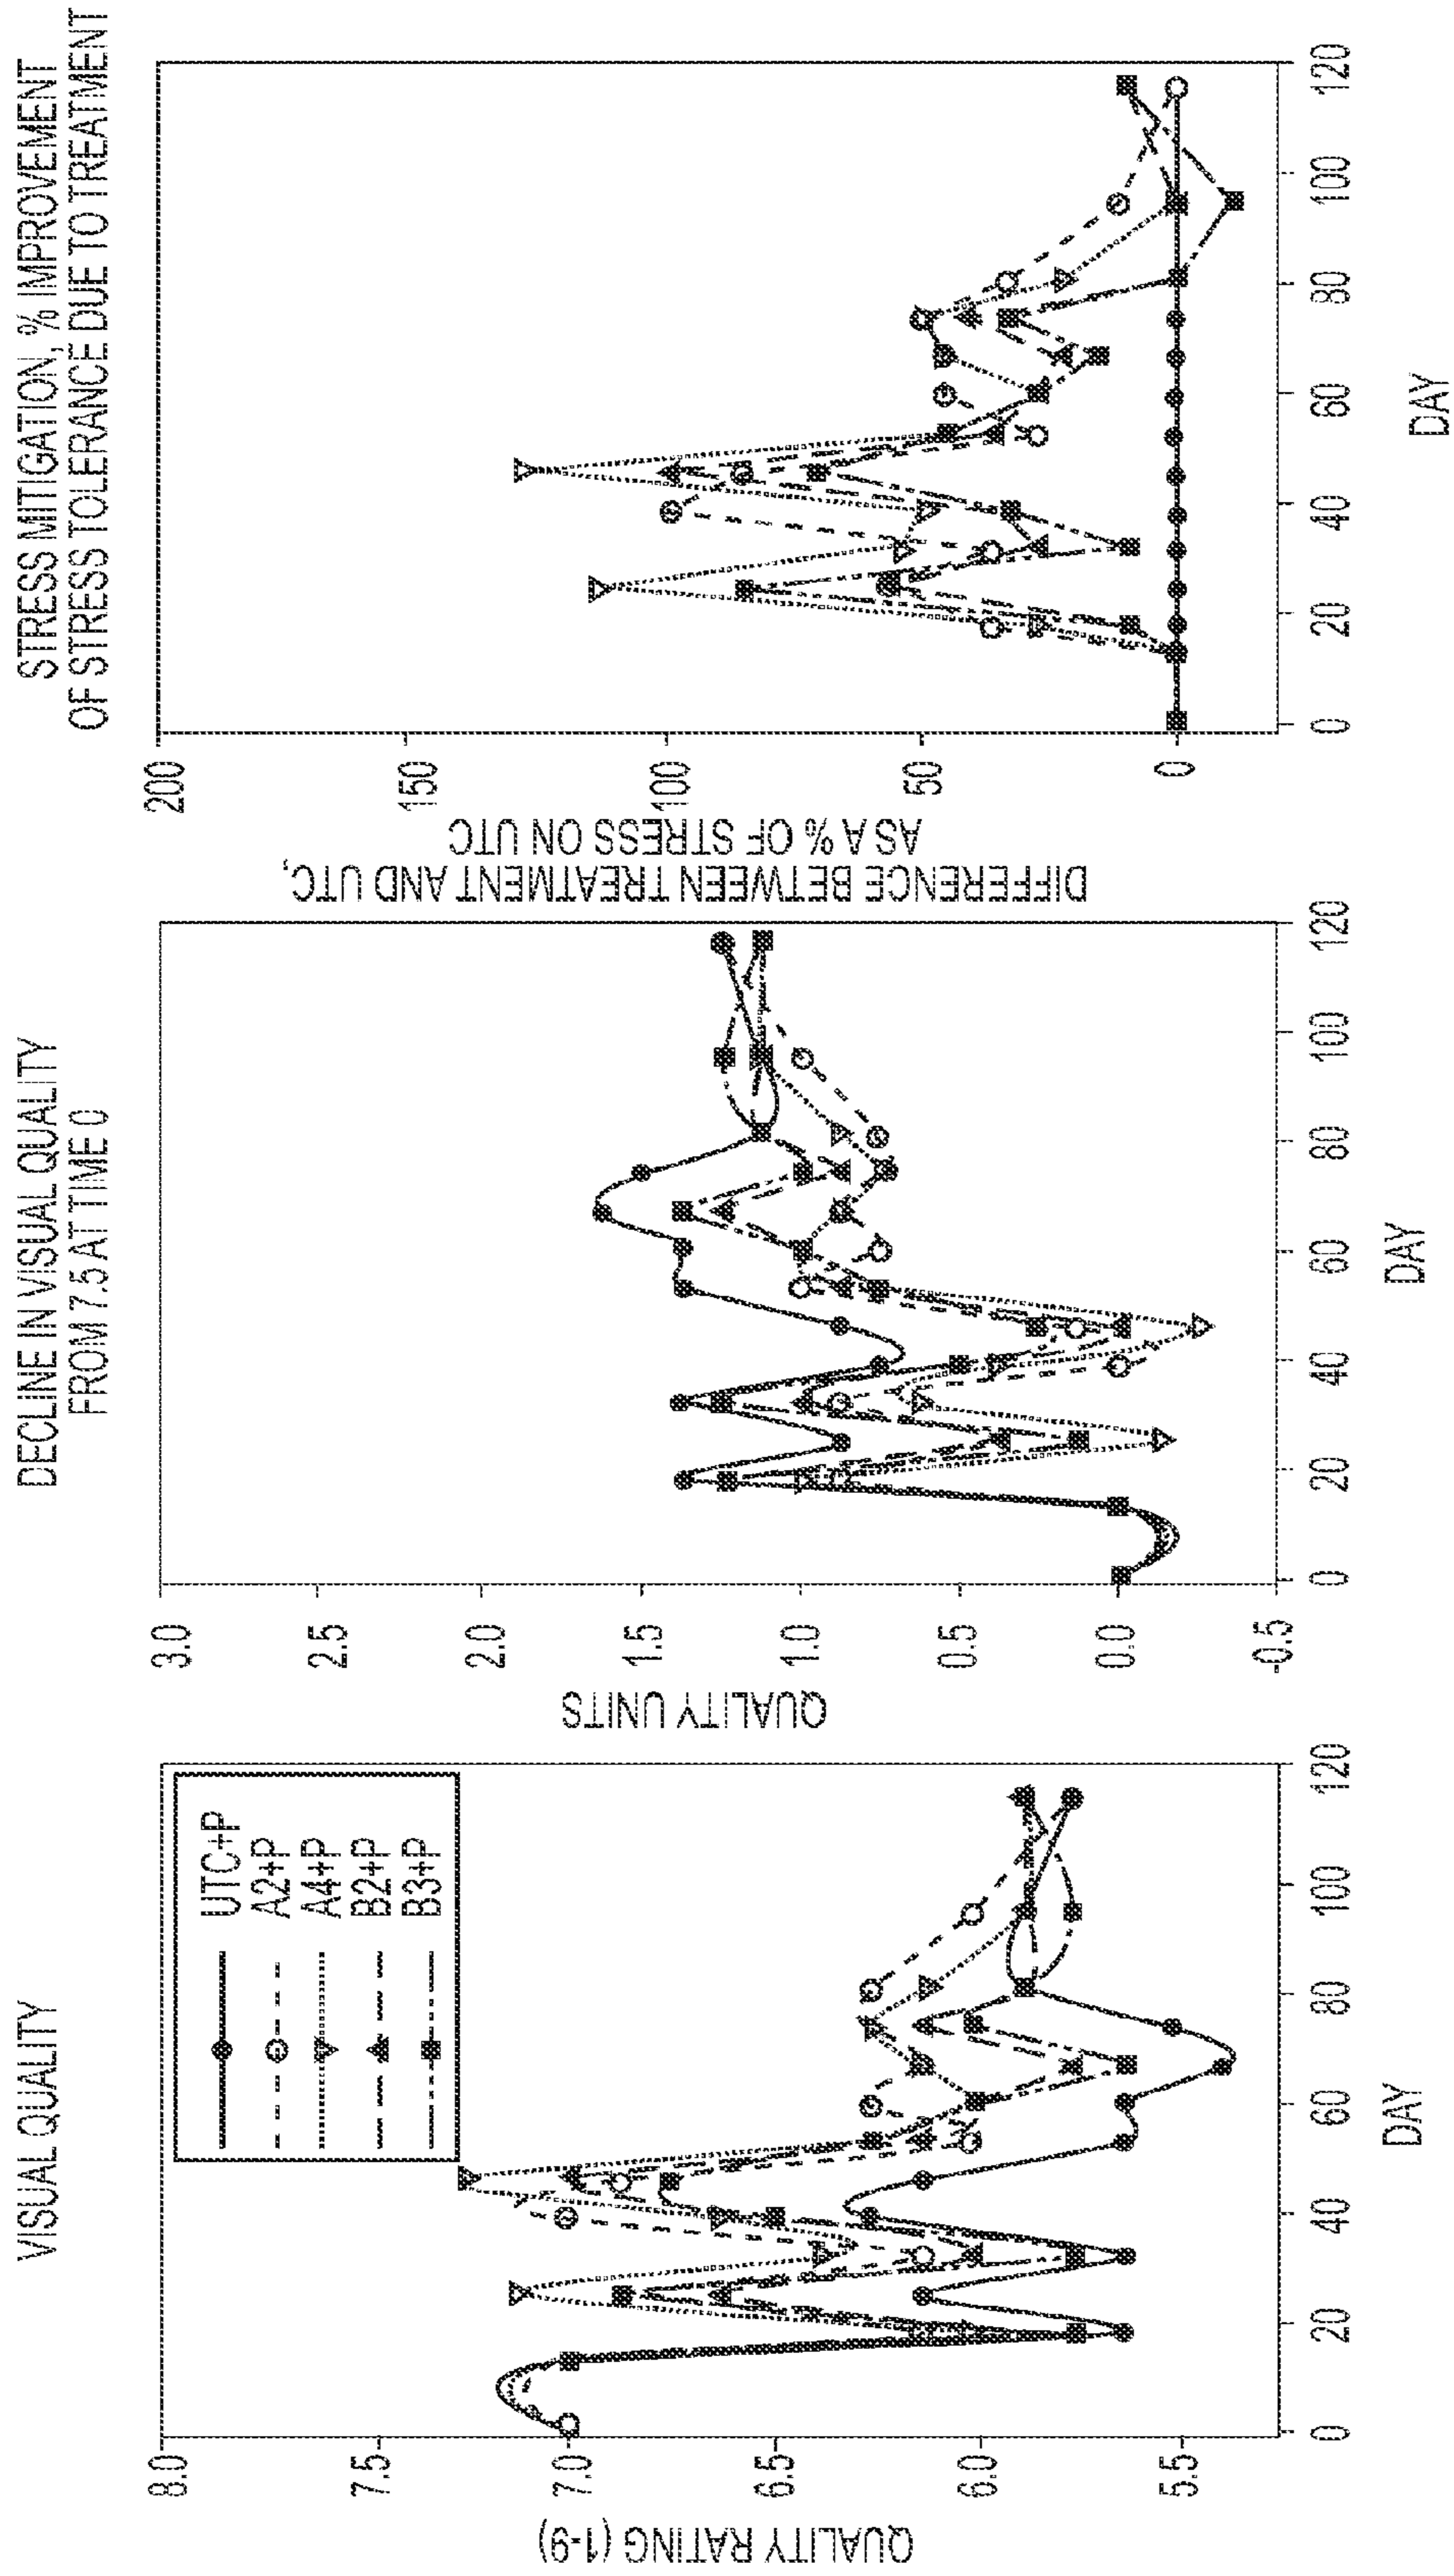 VISUAL QUALITY
QUALITY RATING (1-9)
8.0
7.5
7.0
6.5
6.0
5.5
UTC+P
A2+P
A4+P
B2+P
B3+P
0 20 40 60 80 100 120
DAY
DECLINE IN VISUAL QUALITY
FROM 7.5 AT TIME 0
QUALITY UNITS
3.0
2.5
2.0
1.5
1.0
0.5
0.0
-0.5
0 20 40 60 80 100 120
DAY
STRESS MITIGATION, % IMPROVEMENT
OF STRESS TOLERANCE DUE TO TREATMENT
DIFFERENCE BETWEEN TREATMENT AND UTC,
AS A % OF STRESS ON UTC
200
150
100
50
0
0 20 40 60 80 100 120
DAY